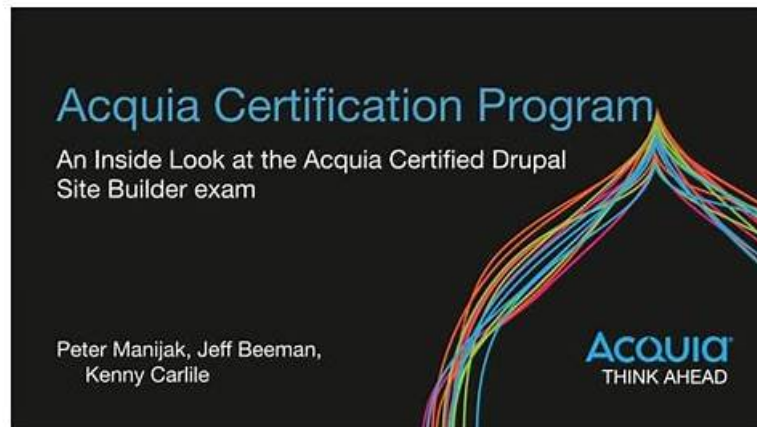 Acquia Certification Program
An Inside Look at the Acquia Certified Drupal
Site Builder exam
Peter Manijak, Jeff Beeman,
Kenny Carlile
ACQUIA
THINK AHEAD